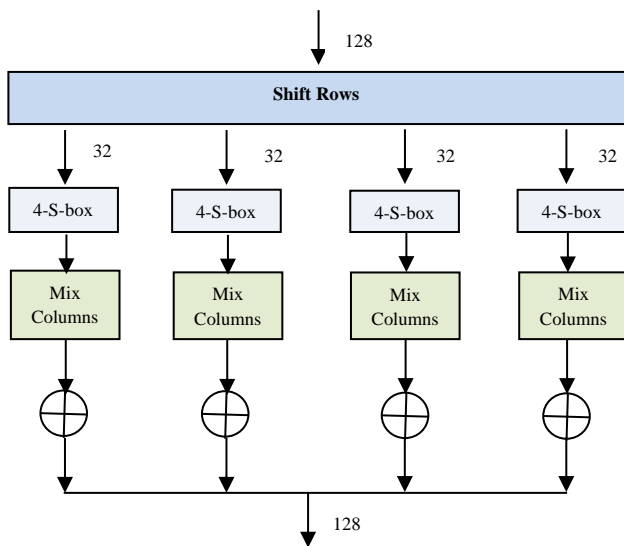 128
Shift Rows
32 32 32 32
4-S-box 4-S-box 4-S-box 4-S-box
Mix Mix Mix Mix
Columns Columns Columns Columns
128